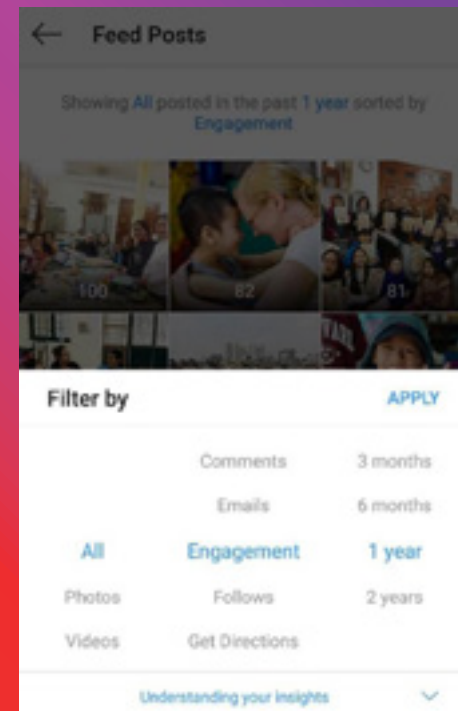 Feed Posts
Showing All posted in the past 1 year sorted by
Engagement
100 82 81
Filter by APPLY
Comments 3 months
Emails 6 months
All Engagement 1 year
Photos Follows 2 years
Videos Get Directions
Understanding your insights